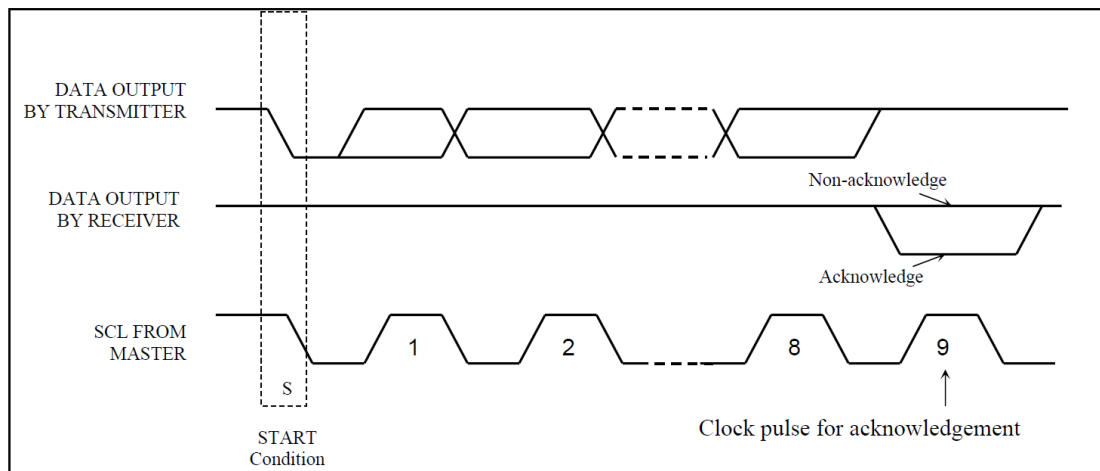 DATA OUTPUT
BY TRANSMITTER
Non-acknowledge
DATA OUTPUT
BY RECEIVER
Acknowledge
SCL FROM
MASTER
1
2
8
9
S
START
Condition
Clock pulse for acknowledgement